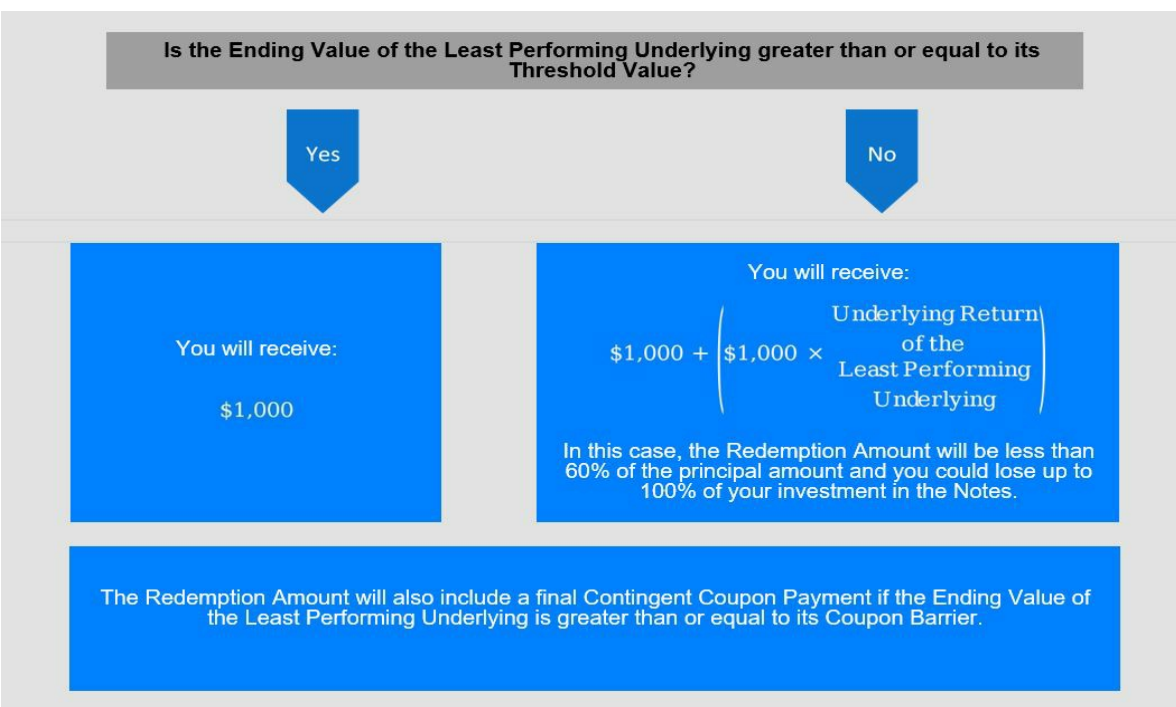 Is the Ending Value of the Least Performing Underlying greater than or equal to its
Threshold Value?
Yes
No
You will receive:
$1,000
You will receive:
$1,000 + ($1,000 × Underlying Return
of the
Least Performing
Underlying)
In this case, the Redemption Amount will be less than
60% of the principal amount and you could lose up to
100% of your investment in the Notes.
The Redemption Amount will also include a final Contingent Coupon Payment if the Ending Value of
the Least Performing Underlying is greater than or equal to its Coupon Barrier.